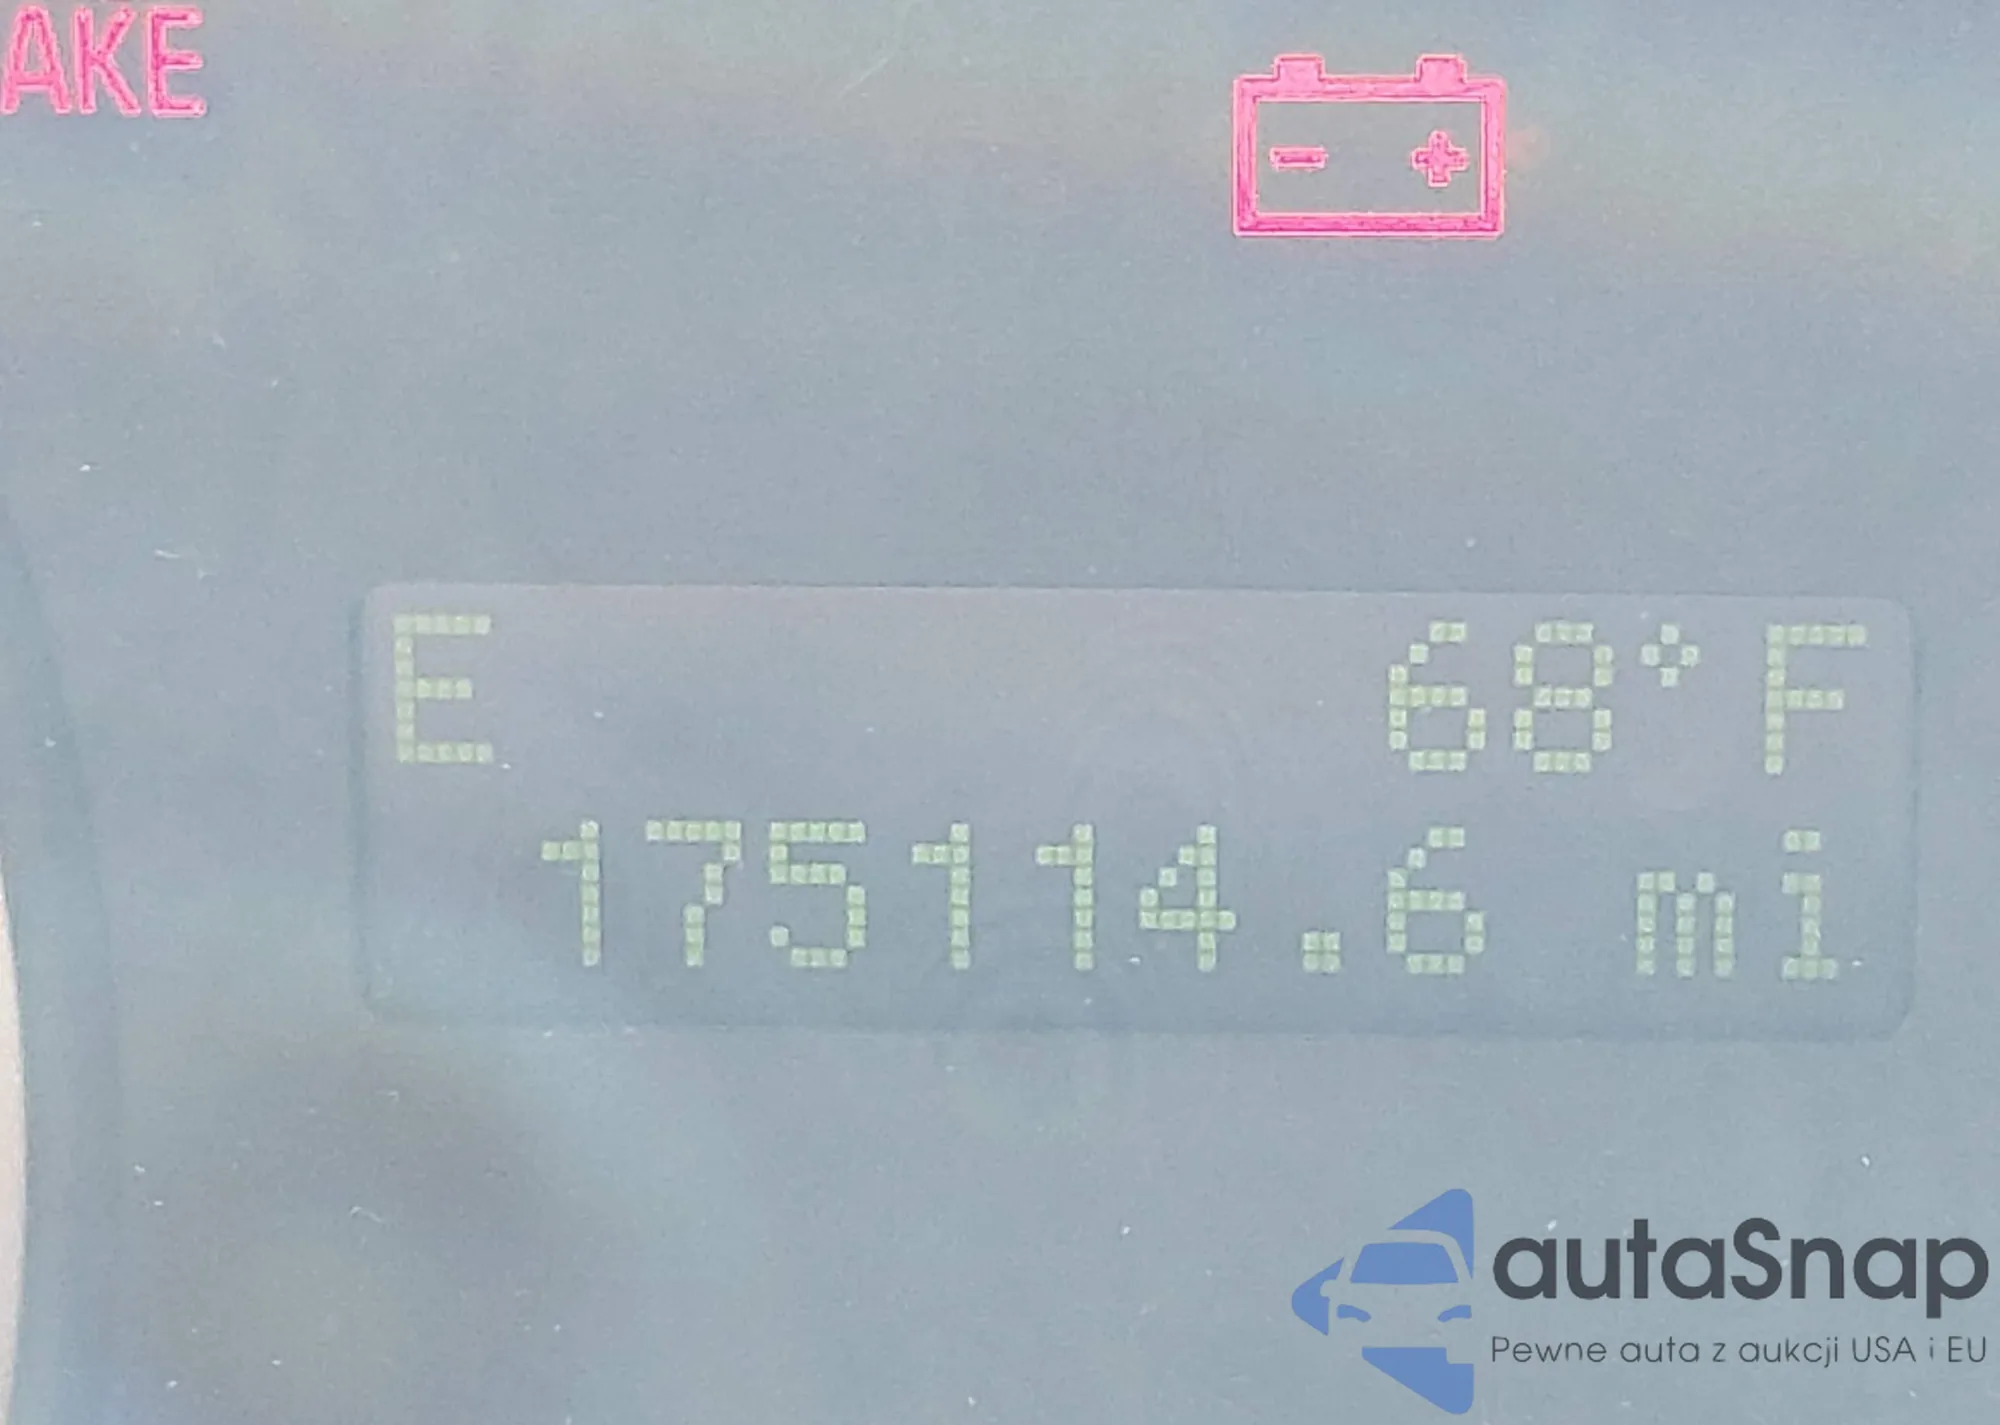 AKE
- +
E 68°F
175114.6 mi
autaSnap
Pewne auta z aukcji USA i EU